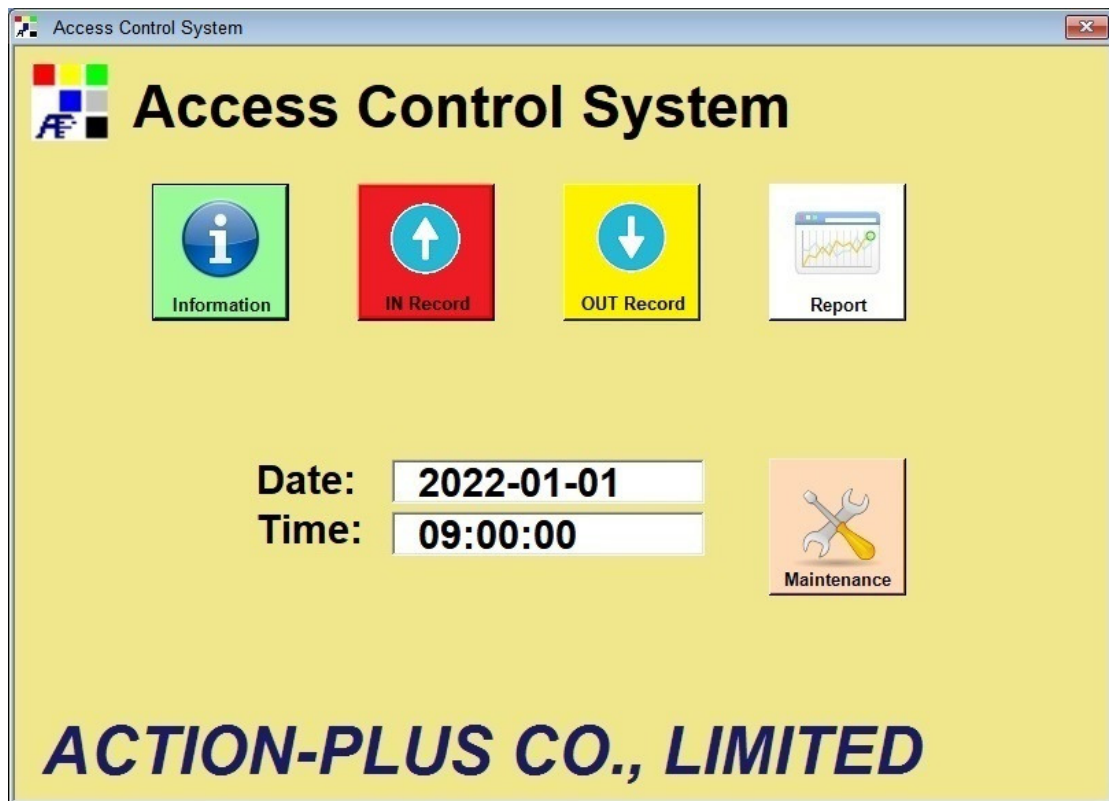 Access Control System
Access Control System
Information
IN Record
OUT Record
Report
Date: 2022-01-01
Time: 09:00:00
Maintenance
ACTION-PLUS CO., LIMITED